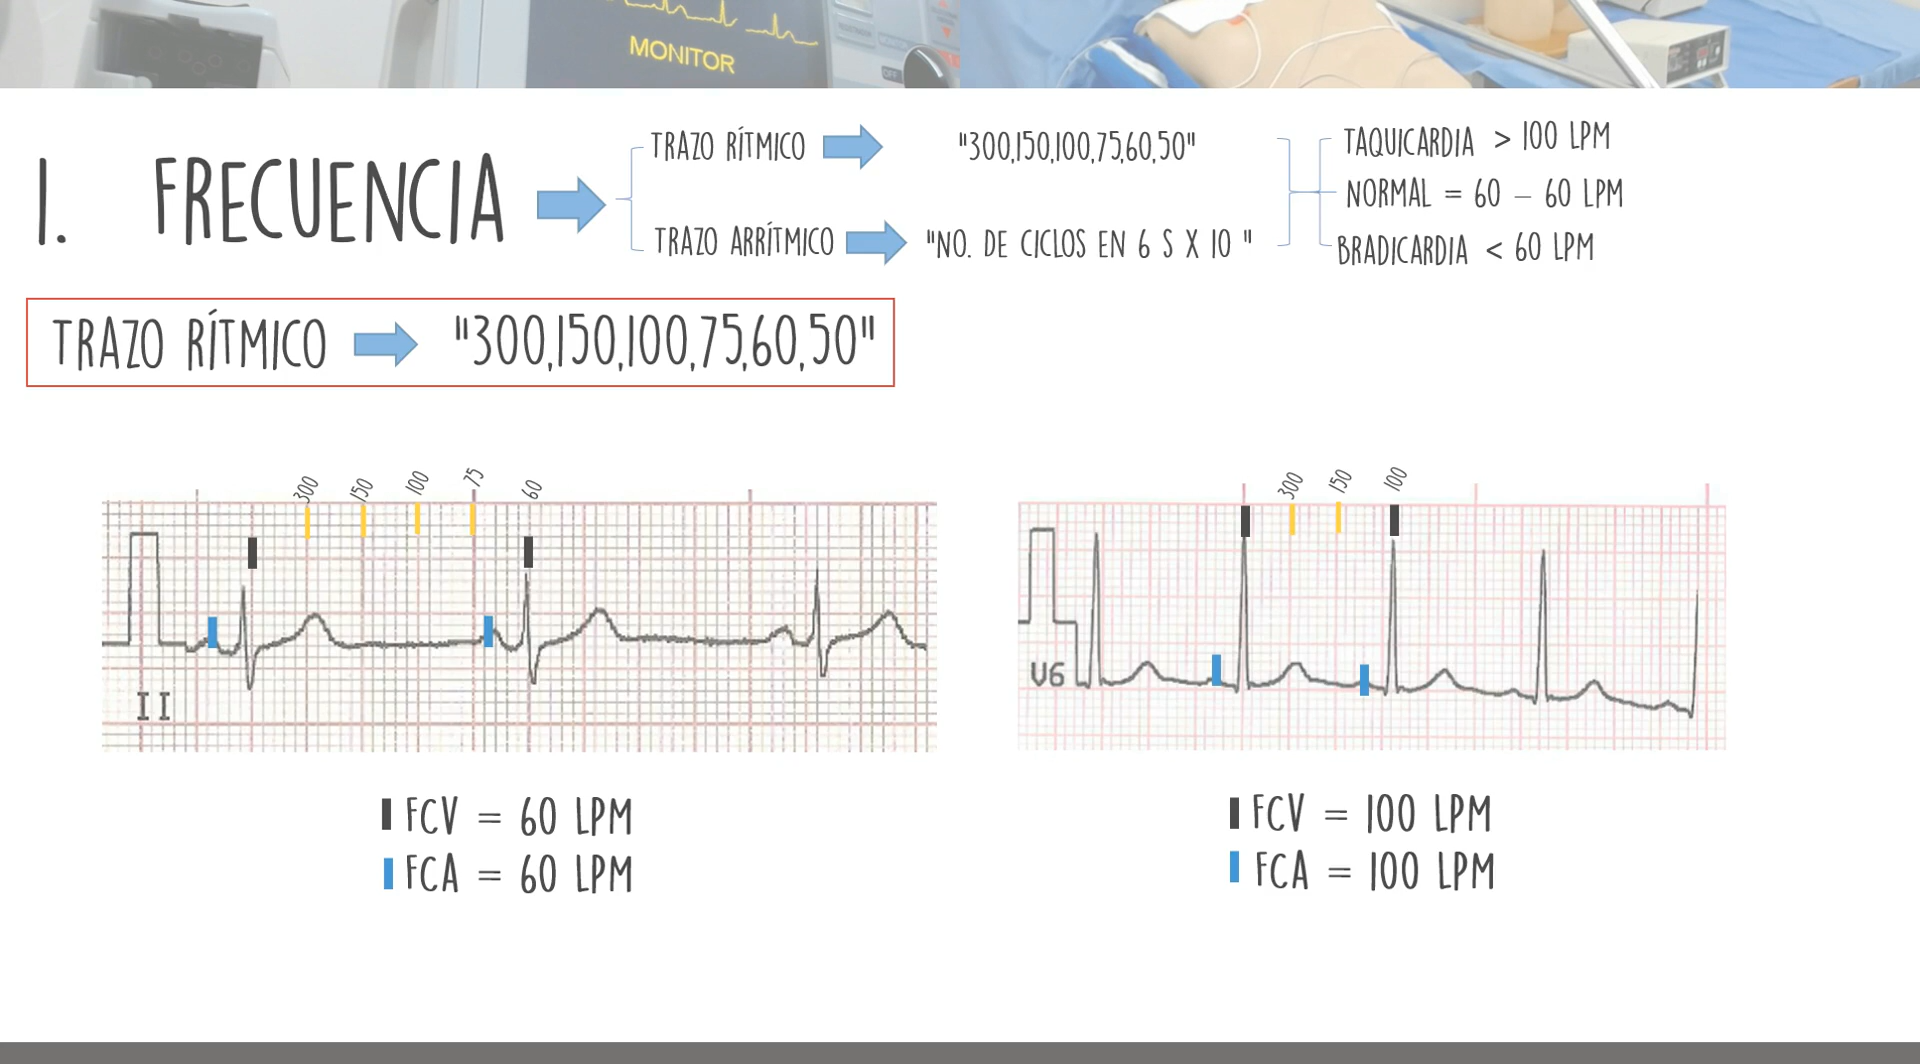 MONITOR
I. FRECUENCIA
TRAZO RÍTMICO
"300,150,100,75,60,50"
TRAZO ARRÍTMICO
"NO. DE CICLOS EN 6 S X 10 "
TAQUICARDIA > 100 LPM
NORMAL = 60 – 60 LPM
BRADICARDIA < 60 LPM
TRAZO RÍTMICO "300,150,100,75,60,50"
300 150 100 75 60
II
FCV = 60 LPM
FCA = 60 LPM
300 150 100
V6
FCV = 100 LPM
FCA = 100 LPM